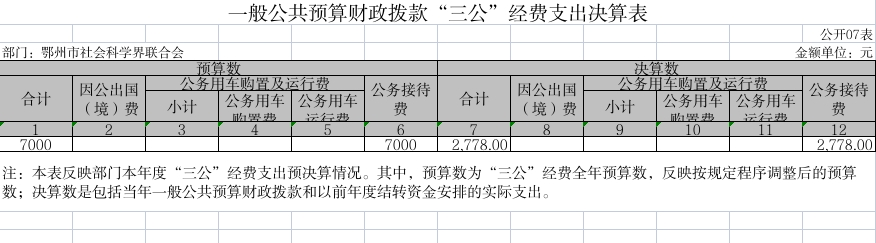 一般公共预算财政拨款“三公”经费支出决算表
公开07表
部门：鄂州市社会科学界联合会 金额单位：元
预算数 决算数
合计 因公出国（境）费 公务用车购置及运行费 公务接待费 合计 因公出国（境）费 公务用车购置及运行费 公务接待费
小计 公务用车购置费 公务用车运行费 小计 公务用车购置费 公务用车运行费
1 2 3 4 5 6 7 8 9 10 11 12
7000 7000 2,778.00 2,778.00
注：本表反映部门本年度“三公”经费支出预决算情况。其中，预算数为“三公”经费全年预算数，反映按规定程序调整后的预算
数；决算数是包括当年一般公共预算财政拨款和以前年度结转资金安排的实际支出。